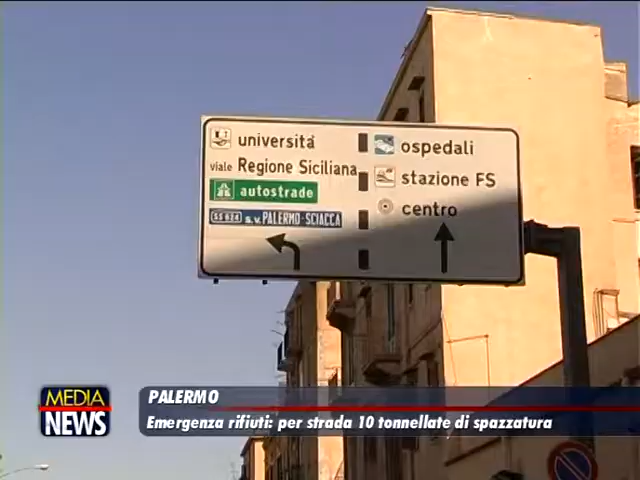 università
viale Regione Siciliana
autostrade
SS 624 s.v. PALERMO-SCIACCA
ospedali
stazione FS
centro
MEDIA
NEWS
PALERMO
Emergenza rifiuti: per strada 10 tonnellate di spazzatura